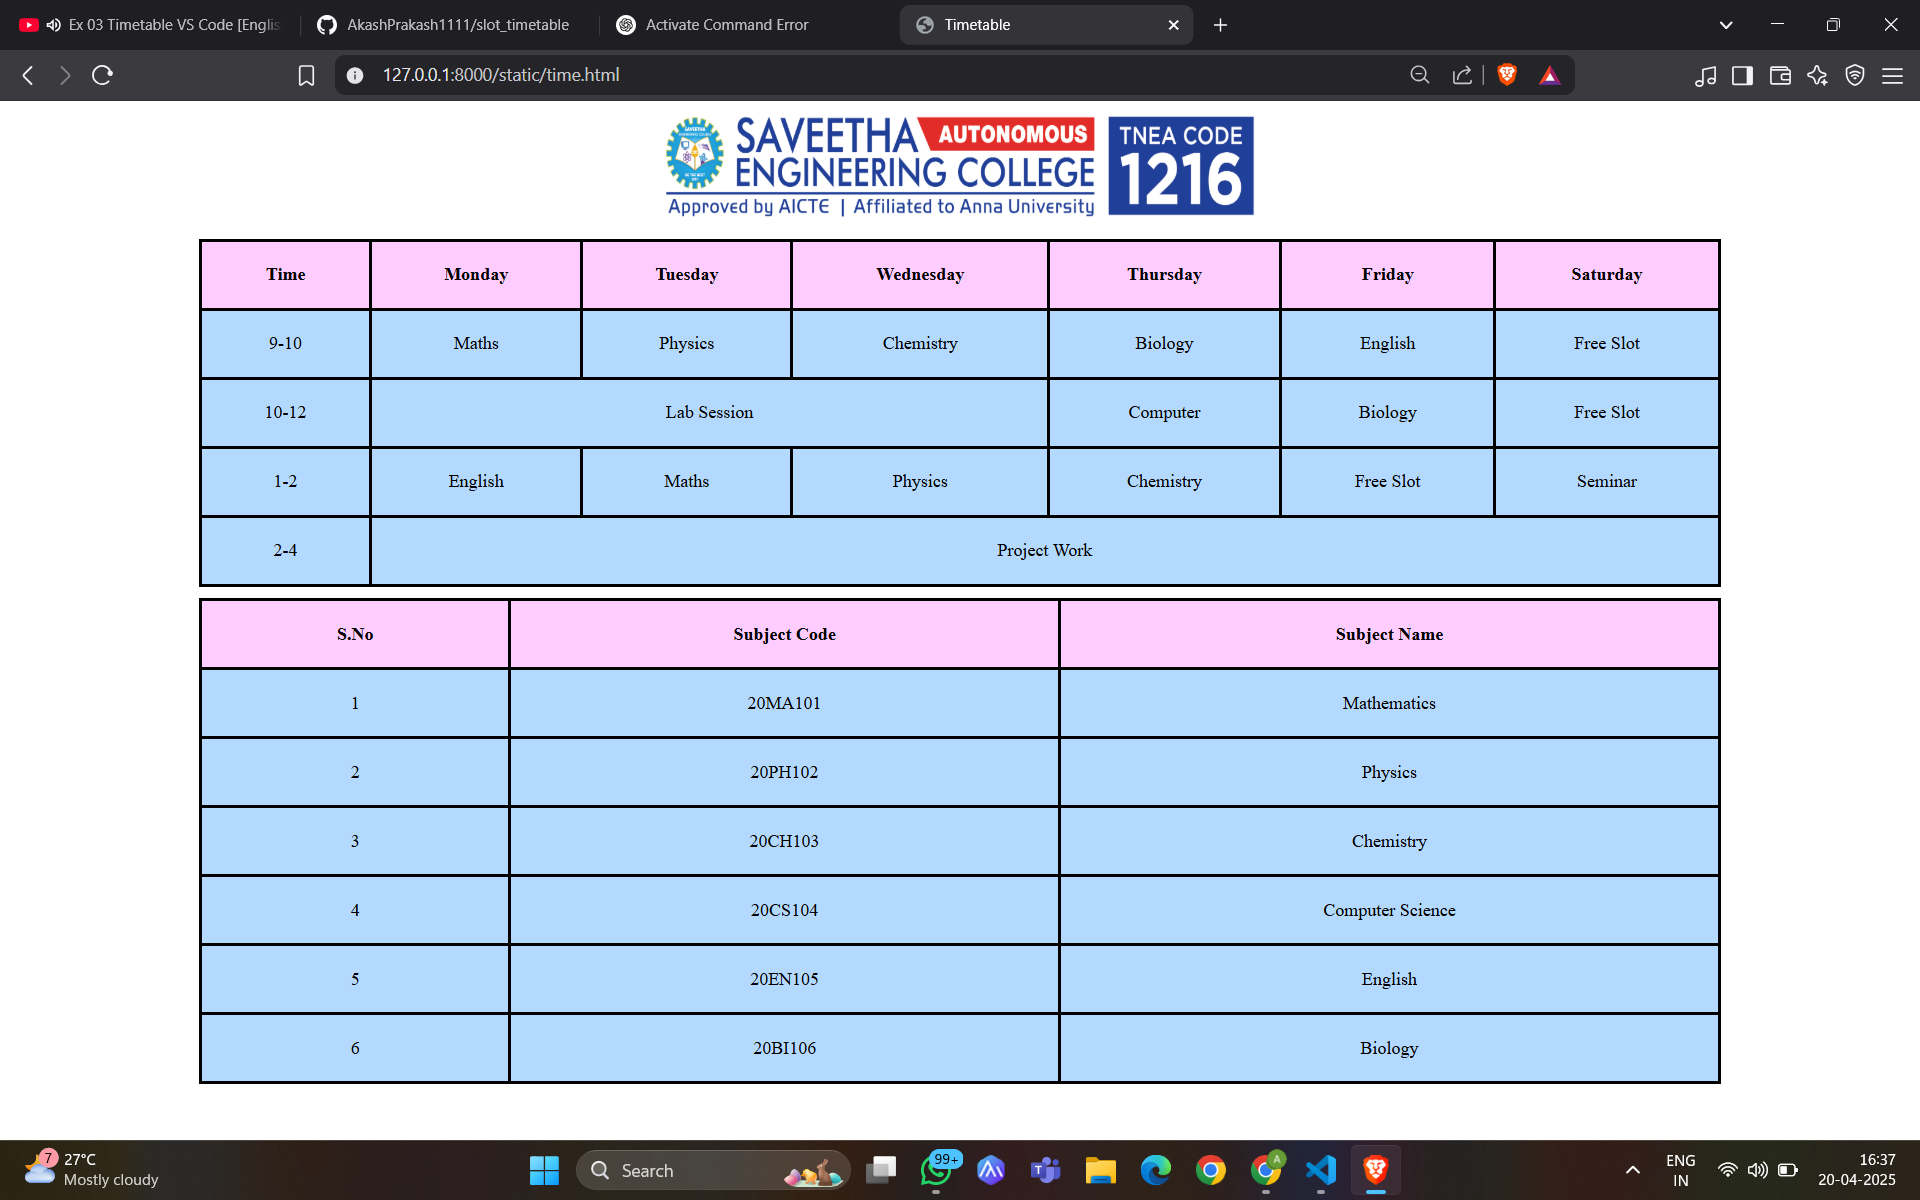 Ex 03 Timetable VS Code [Englis
AkashPrakash1111/slot_timetable
Activate Command Error
Timetable
127.0.0.1:8000/static/time.html
SAVEETHA AUTONOMOUS
ENGINEERING COLLEGE
Approved by AICTE | Affiliated to Anna University
TNEA CODE
1216
Time Monday Tuesday Wednesday Thursday Friday Saturday
9-10 Maths Physics Chemistry Biology English Free Slot
10-12 Lab Session Computer Biology Free Slot
1-2 English Maths Physics Chemistry Free Slot Seminar
2-4 Project Work
S.No Subject Code Subject Name
1 20MA101 Mathematics
2 20PH102 Physics
3 20CH103 Chemistry
4 20CS104 Computer Science
5 20EN105 English
6 20BI106 Biology
7
27°C
Mostly cloudy
Search
99+
A
ENG
IN
16:37
20-04-2025